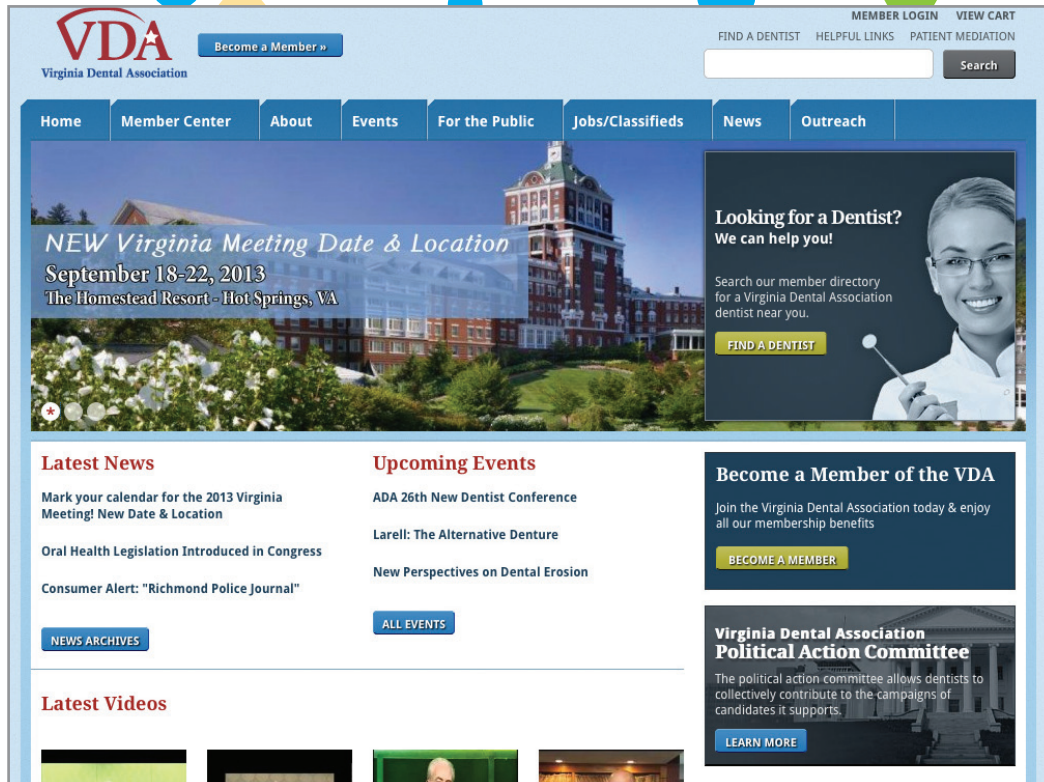 MEMBER LOGIN VIEW CART
VDA
Virginia Dental Association
Become a Member »
FIND A DENTIST HELPFUL LINKS PATIENT MEDIATION
Search
Home Member Center About Events For the Public Jobs/Classifieds News Outreach
NEW Virginia Meeting Date & Location
September 18-22, 2013
The Homestead Resort - Hot Springs, VA
Looking for a Dentist?
We can help you!
Search our member directory
for a Virginia Dental Association
dentist near you.
FIND A DENTIST
Latest News
Mark your calendar for the 2013 Virginia
Meeting! New Date & Location
Oral Health Legislation Introduced in Congress
Consumer Alert: "Richmond Police Journal"
NEWS ARCHIVES
Upcoming Events
ADA 26th New Dentist Conference
Larell: The Alternative Denture
New Perspectives on Dental Erosion
ALL EVENTS
Become a Member of the VDA
Join the Virginia Dental Association today & enjoy
all our membership benefits
BECOME A MEMBER
Virginia Dental Association
Political Action Committee
The political action committee allows dentists to
collectively contribute to the campaigns of
candidates it supports.
LEARN MORE
Latest Videos